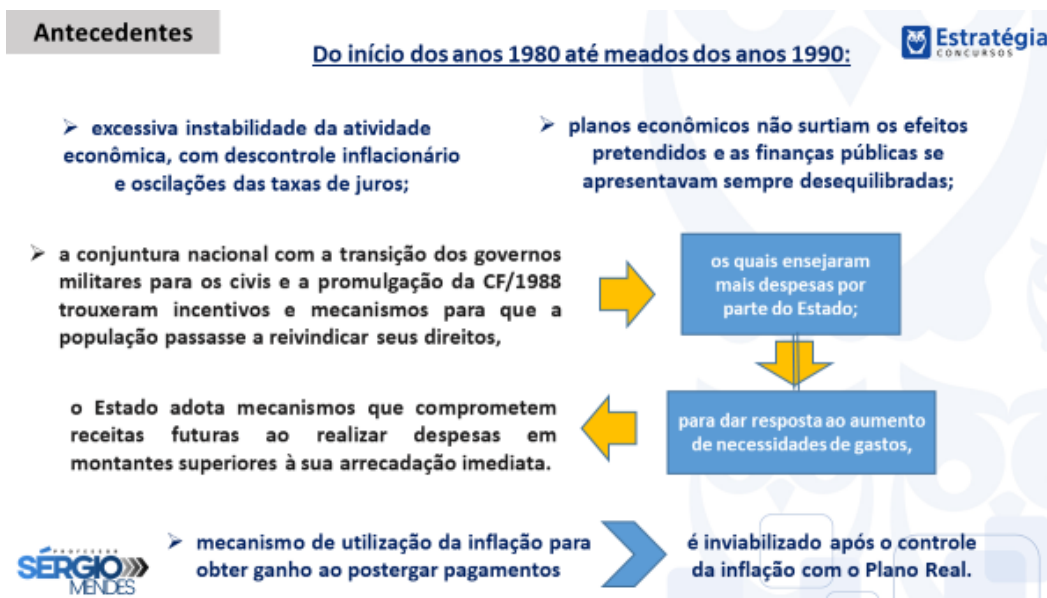 Antecedentes
Do início dos anos 1980 até meados dos anos 1990:
Estratégia
CONCURSOS
➢ excessiva instabilidade da atividade
econômica, com descontrole inflacionário
e oscilações das taxas de juros;
➢ planos econômicos não surtiam os efeitos
pretendidos e as finanças públicas se
apresentavam sempre desequilibradas;
➢ a conjuntura nacional com a transição dos governos
militares para os civis e a promulgação da CF/1988
trouxeram incentivos e mecanismos para que a
população passasse a reivindicar seus direitos,
os quais ensejaram
mais despesas por
parte do Estado;
para dar resposta ao aumento
de necessidades de gastos,
o Estado adota mecanismos que comprometem
receitas futuras ao realizar despesas em
montantes superiores à sua arrecadação imediata.
➢ mecanismo de utilização da inflação para
obter ganho ao postergar pagamentos
é inviabilizado após o controle
da inflação com o Plano Real.
PROFESSOR
SÉRGIO
MENDES